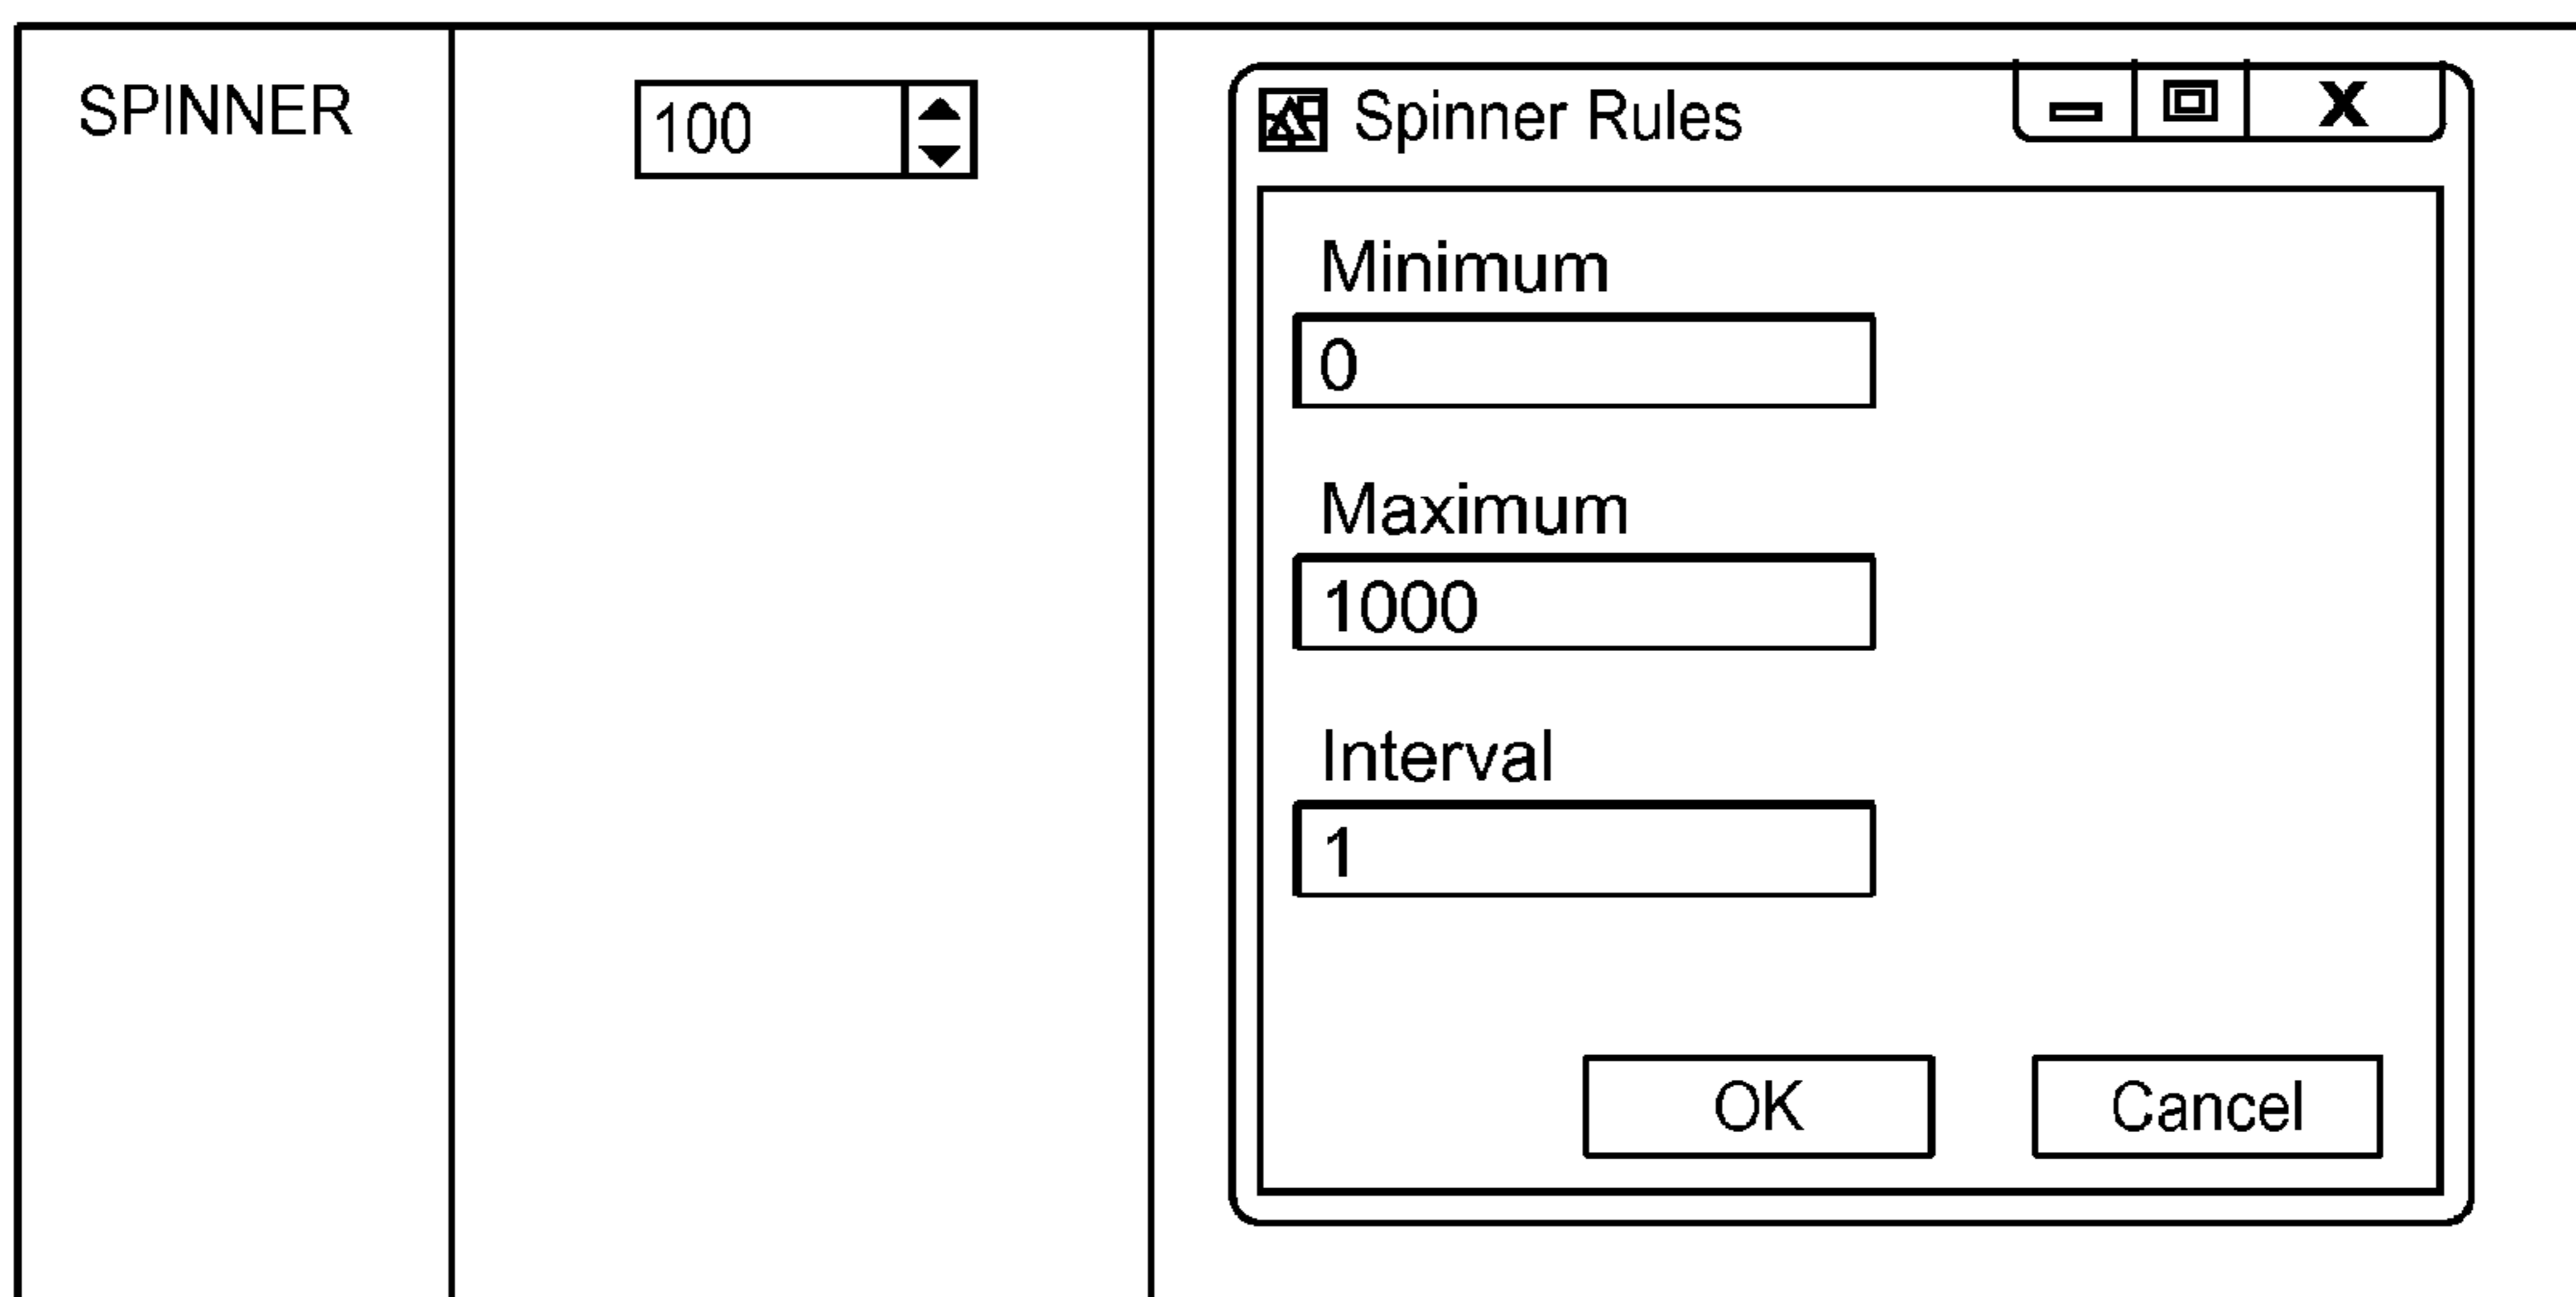 SPINNER
100
Spinner Rules
X
Minimum
0
Maximum
1000
Interval
1
OK
Cancel